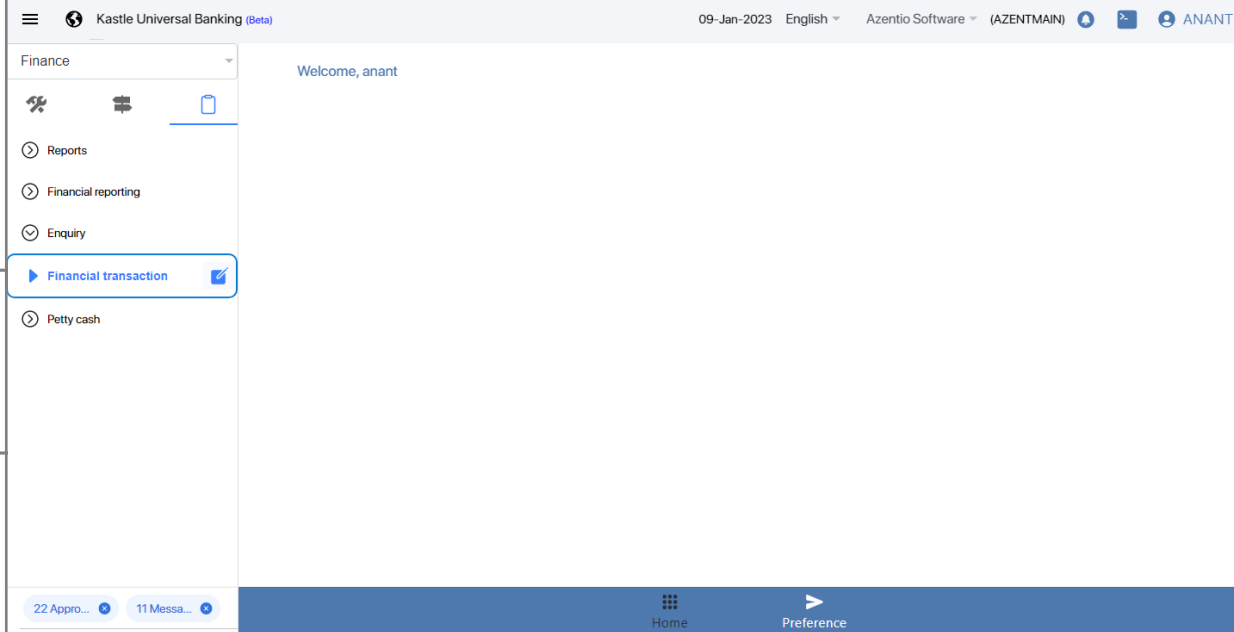 Kastle Universal Banking (Beta) 09-Jan-2023 English Azentio Software (AZENTMAIN) ANANT
Finance
Welcome, anant
Reports
Financial reporting
Enquiry
Financial transaction
Petty cash
22 Appro... 11 Messa...
Home Preference